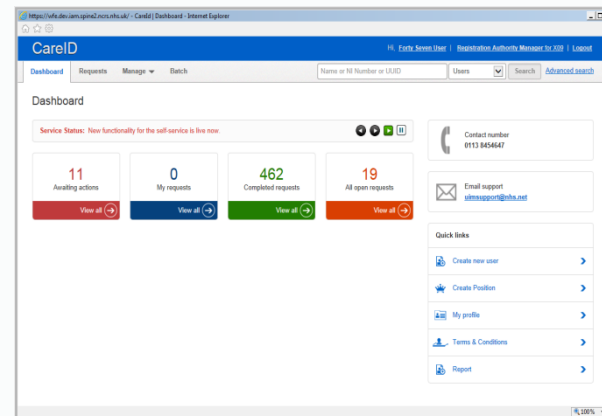 https://wfe.dev.iam.spine2.ncrs.nhs.uk/ - CareId | Dashboard - Internet Explorer
CareID
Hi, Forty Seven User | Registration Authority Manager for X09 | Logout
Dashboard Requests Manage Batch Name or NI Number or UUID Users Search Advanced search
Dashboard
Service Status: New functionality for the self-service is live now.
Contact number
0113 8454647
11 0 462 19
Awaiting actions My requests Completed requests All open requests
View all View all View all View all
Email support
uimsupport@nhs.net
Quick links
Create new user
Create Position
My profile
Terms & Conditions
Report
100%